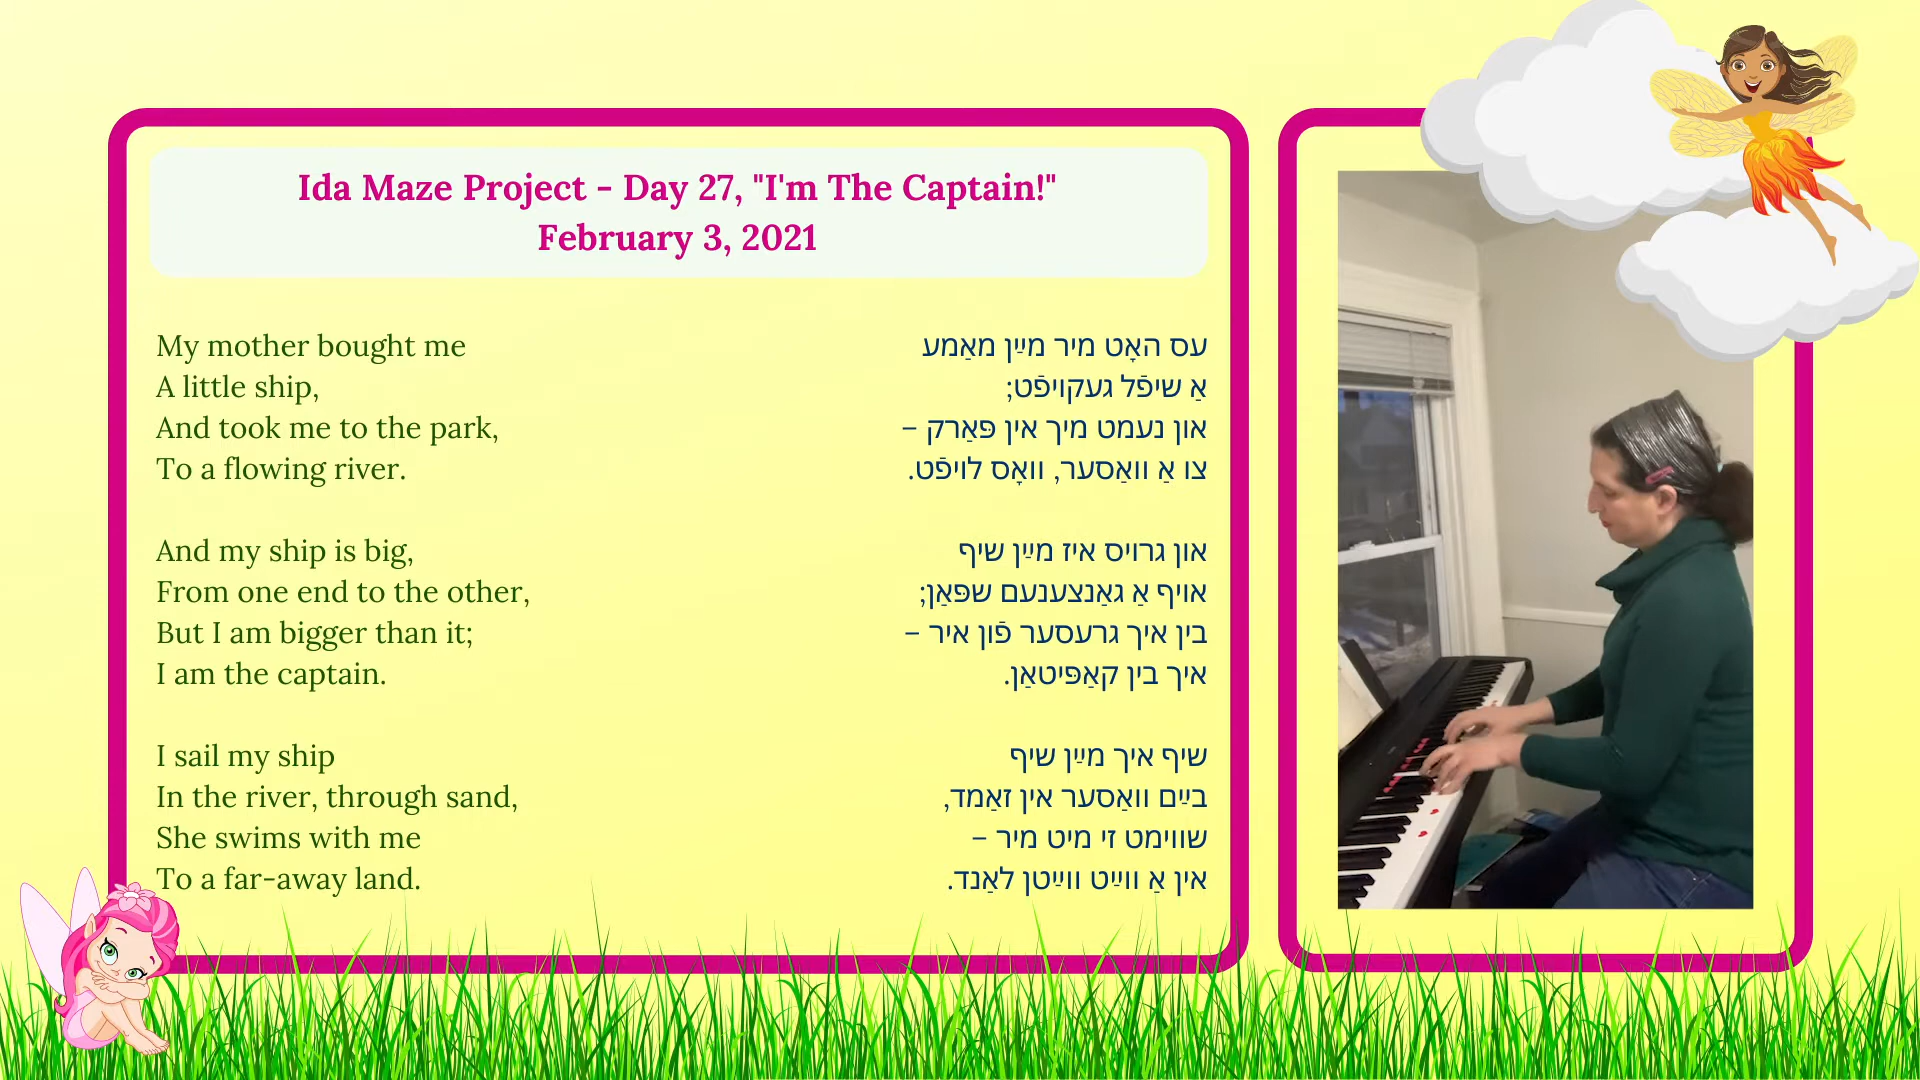 Ida Maze Project - Day 27, "I'm The Captain!"
February 3, 2021
My mother bought me
A little ship,
And took me to the park,
To a flowing river.
And my ship is big,
From one end to the other,
But I am bigger than it;
I am the captain.
I sail my ship
In the river, through sand,
She swims with me
To a far-away land.
עס האָט מיר מײַן מאַמע
אַ שיפֿל געקויפֿט;
און נעמט מיך אין פּאַרק –
צו אַ וואַסער, וואָס לויפֿט.
און גרויס איז מײַן שיף
אויף אַ גאַנצענעם שפּאַן;
בין איך גרעסער פֿון איר –
איך בין קאַפּיטאַן.
שיף איך מײַן שיף
בײַם וואַסער אין זאַמד,
שווימט זי מיט מיר –
אין אַ ווײַט ווײַטן לאַנד.